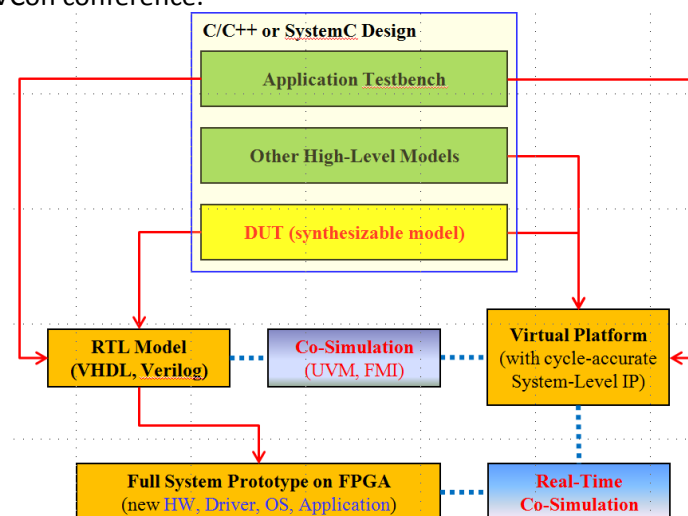 VCon conference.
C/C++ or SystemC Design
Application Testbench
Other High-Level Models
DUT (synthesizable model)
RTL Model
(VHDL, Verilog)
Co-Simulation
(UVM, FMI)
Virtual Platform
(with cycle-accurate
System-Level IP)
Full System Prototype on FPGA
(new HW, Driver, OS, Application)
Real-Time
Co-Simulation